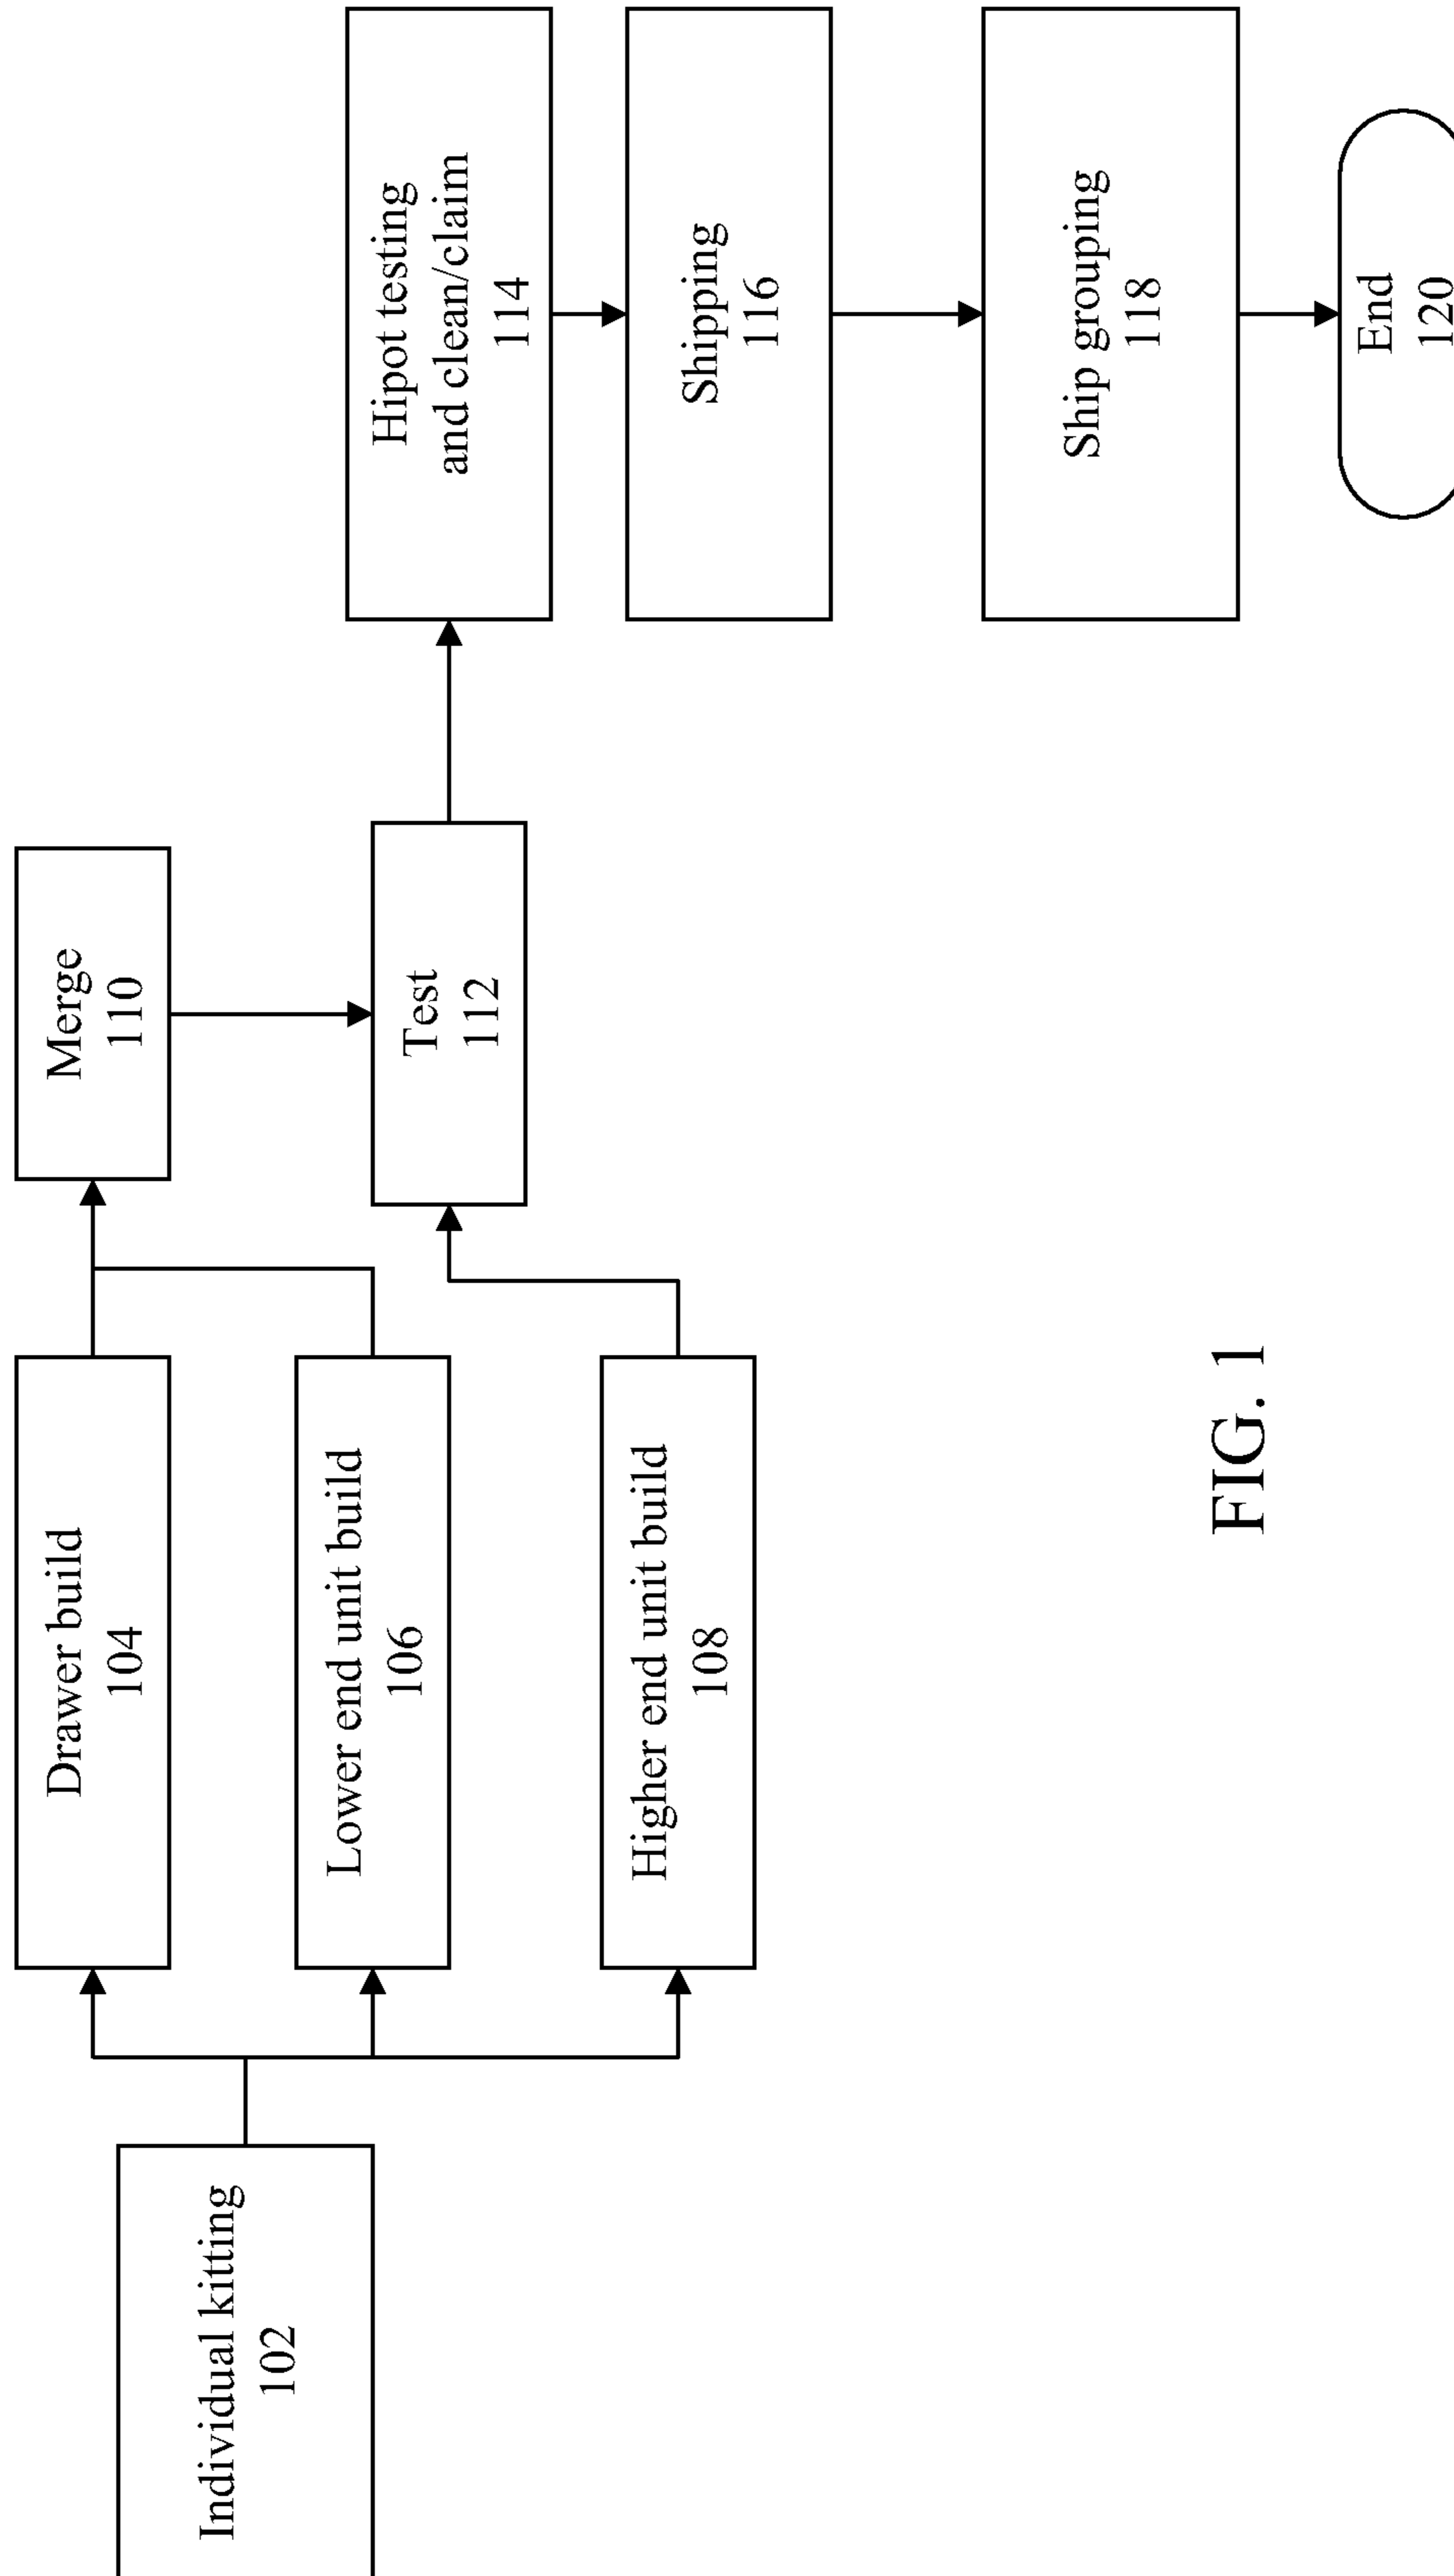 Individual kitting
102
Drawer build
104
Lower end unit build
106
Higher end unit build
108
Merge
110
Test
112
Hipot testing
and clean/claim
114
Shipping
116
Ship grouping
118
End
120
FIG. 1